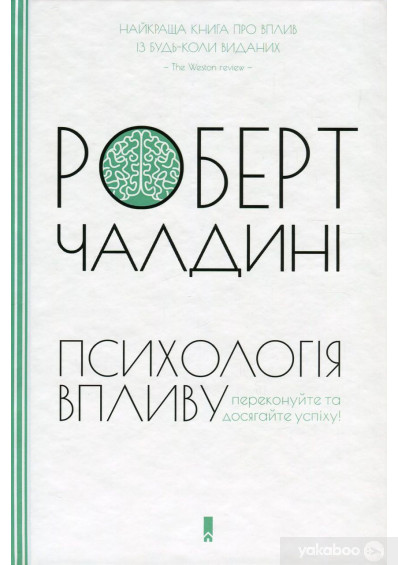 НАЙКРАЩА КНИГА ПРО ВПЛИВ
ІЗ БУДЬ-КОЛИ ВИДАНИХ
– The Weston review –
РОБЕРТ
ЧАЛДИНІ
ПСИХОЛОГІЯ
ВПЛИВУ
переконуйте та
досягайте успіху!
yakaboo